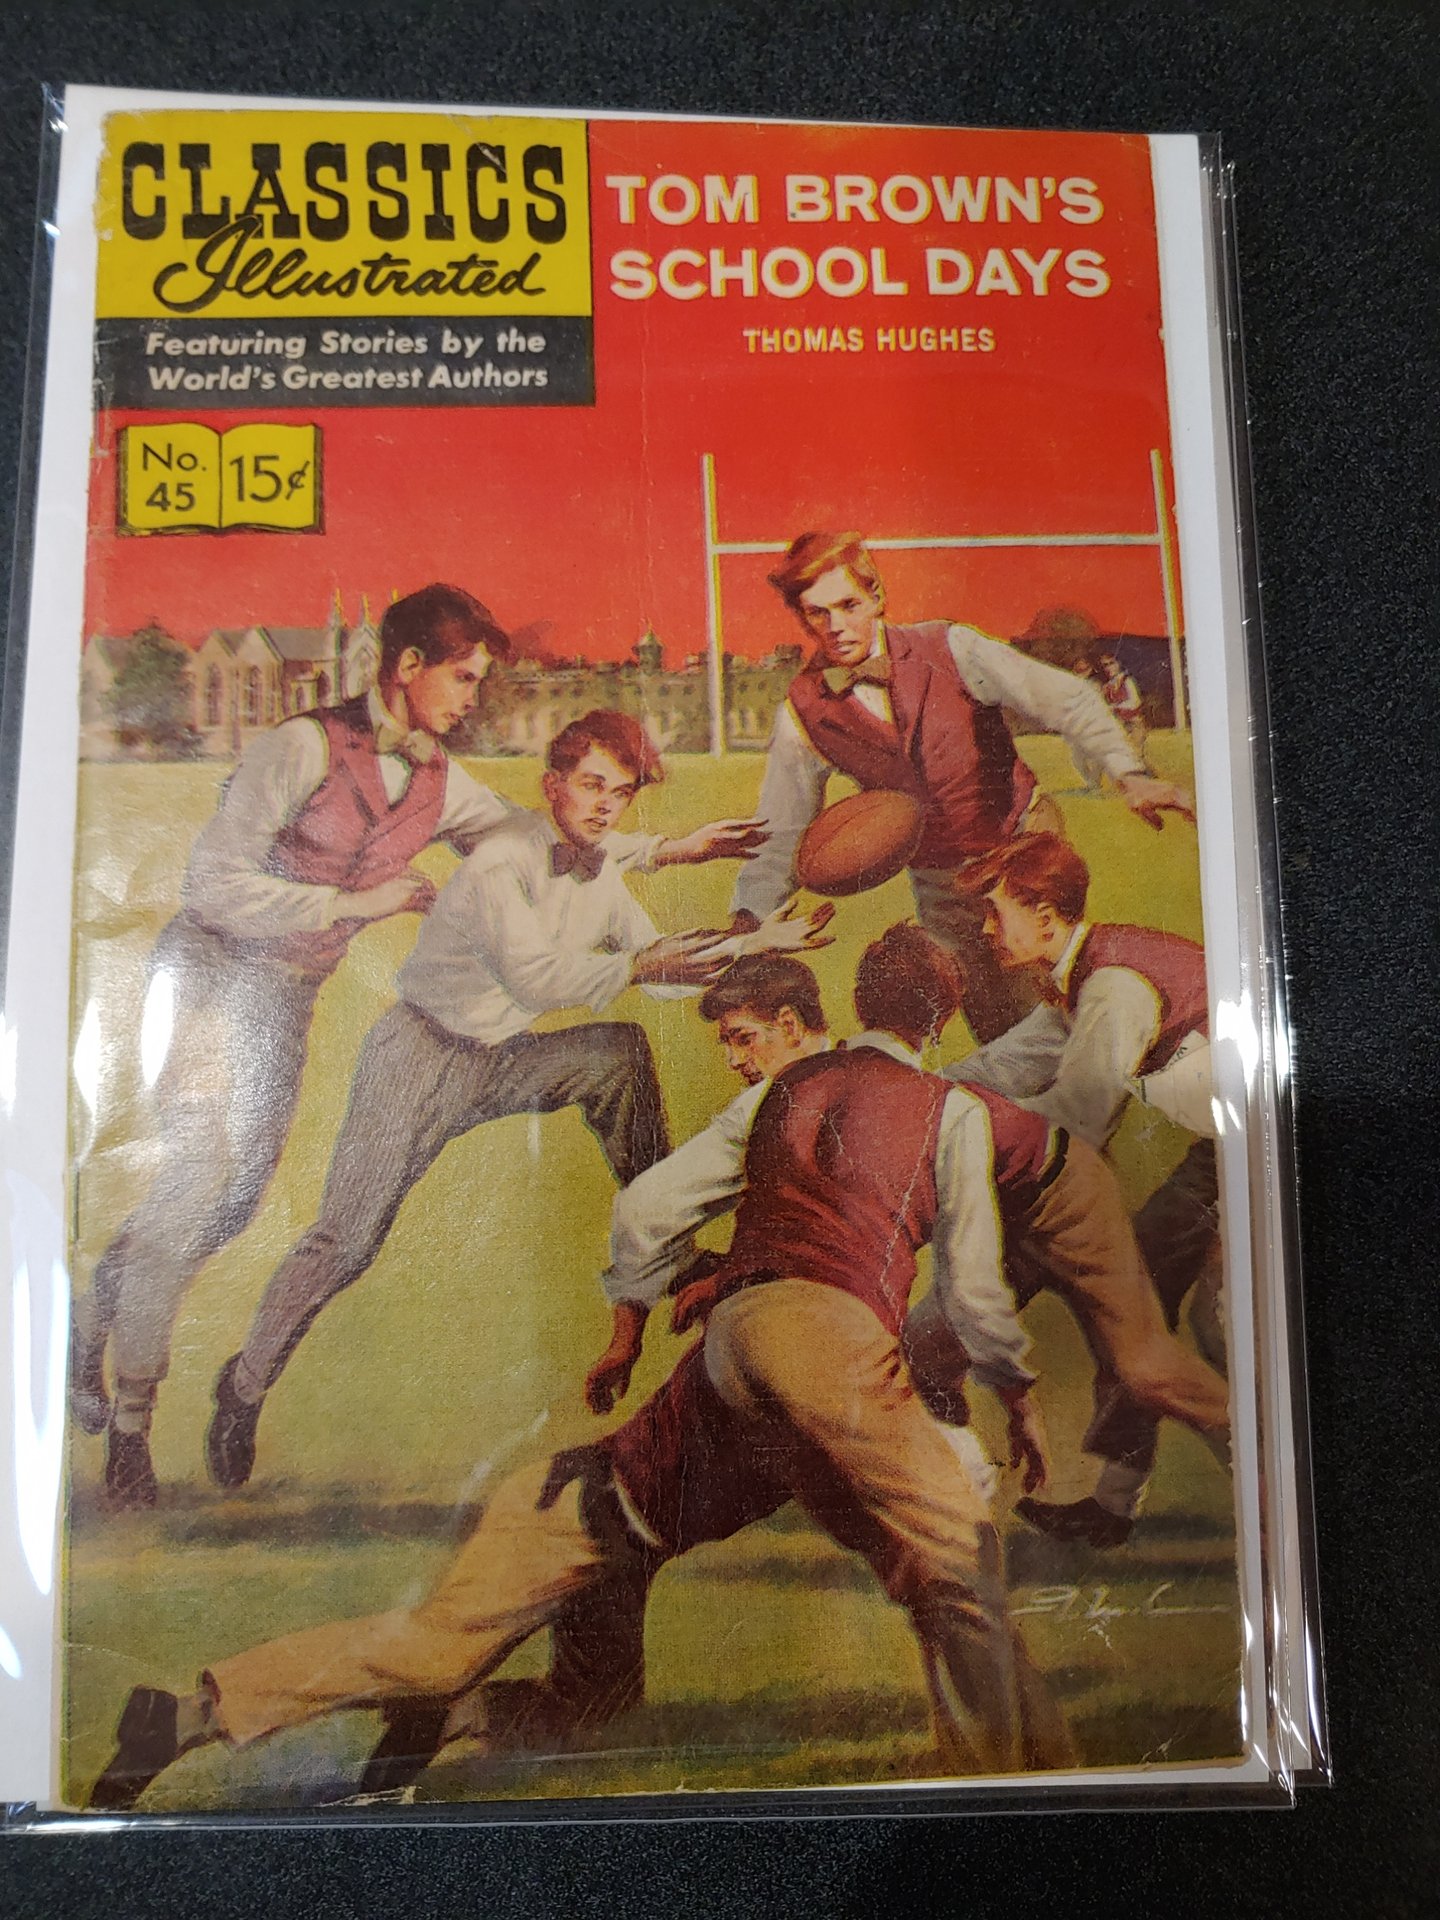 CLASSICS
Illustrated
Featuring Stories by the
World's Greatest Authors
No.
45
15¢
TOM BROWN'S
SCHOOL DAYS
THOMAS HUGHES